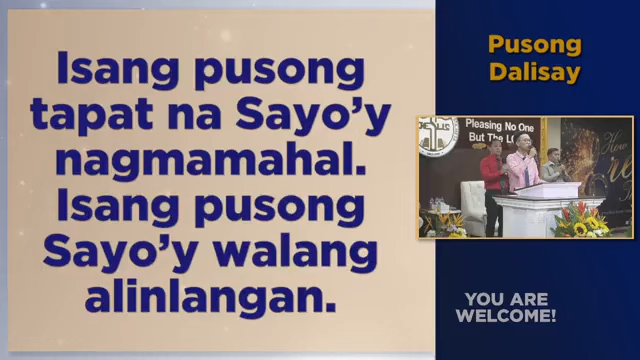 Isang pusong
tapat na Sayo’y
nagmamahal.
Isang pusong
Sayo’y walang
alinlangan.
Pusong
Dalisay
Pleasing No One
But The
How
YOU ARE
WELCOME!